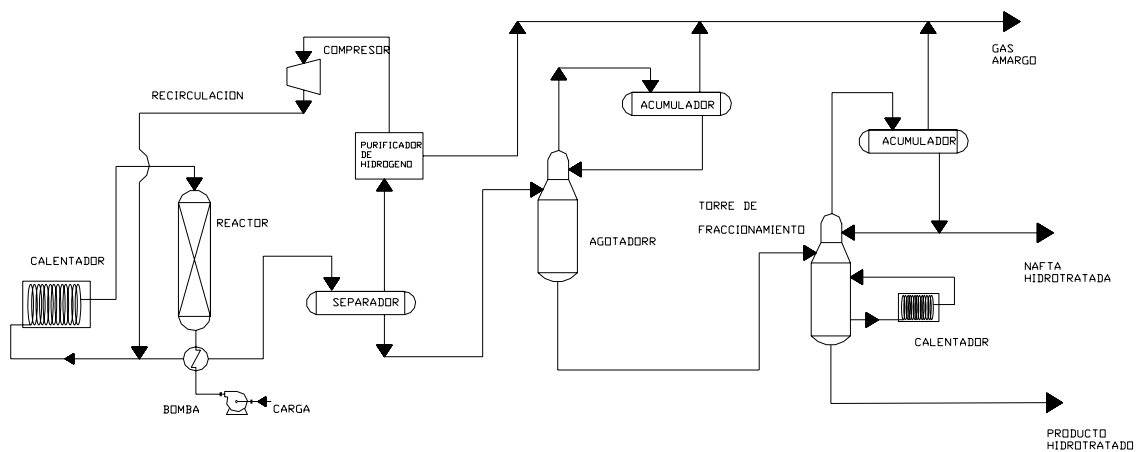 COMPRESOR
GAS
AMARGO
RECIRCULACION
ACUMULADOR
PURIFICADOR
DE
HIDROGENO
ACUMULADOR
REACTOR
TORRE DE
FRACCIONAMIENTO
AGOTADORR
CALENTADOR
NAFTA
HIDROTRATADA
SEPARADOR
CALENTADOR
BOMBA
CARGA
PRODUCTO
HIDROTRATADO